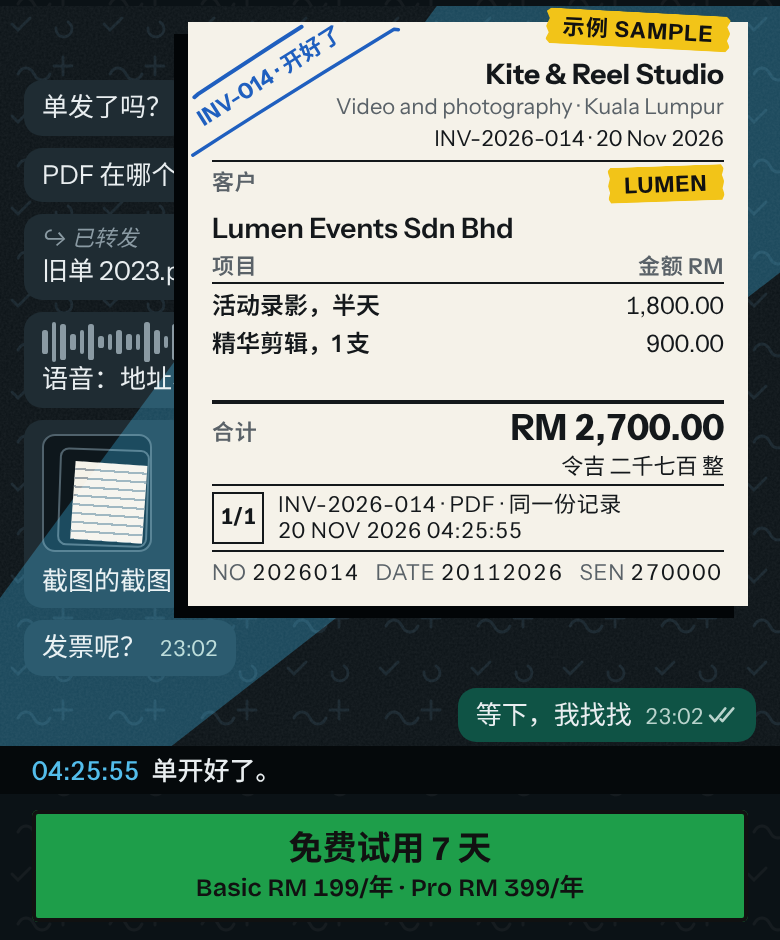 单发了吗？
PDF 在哪个
已转发
旧单 2023.p
语音：地址
截图的截图
发票呢？ 23:02
示例 SAMPLE
INV-014·开好了
Kite & Reel Studio
Video and photography · Kuala Lumpur
INV-2026-014 · 20 Nov 2026
客户
LUMEN
Lumen Events Sdn Bhd
项目 金额 RM
活动录影，半天 1,800.00
精华剪辑，1 支 900.00
合计 RM 2,700.00
令吉 二千七百 整
1/1
INV-2026-014 · PDF · 同一份记录
20 NOV 2026 04:25:55
NO 2026014 DATE 20112026 SEN 270000
等下，我找找 23:02
04:25:55 单开好了。
免费试用 7 天
Basic RM 199/年 · Pro RM 399/年